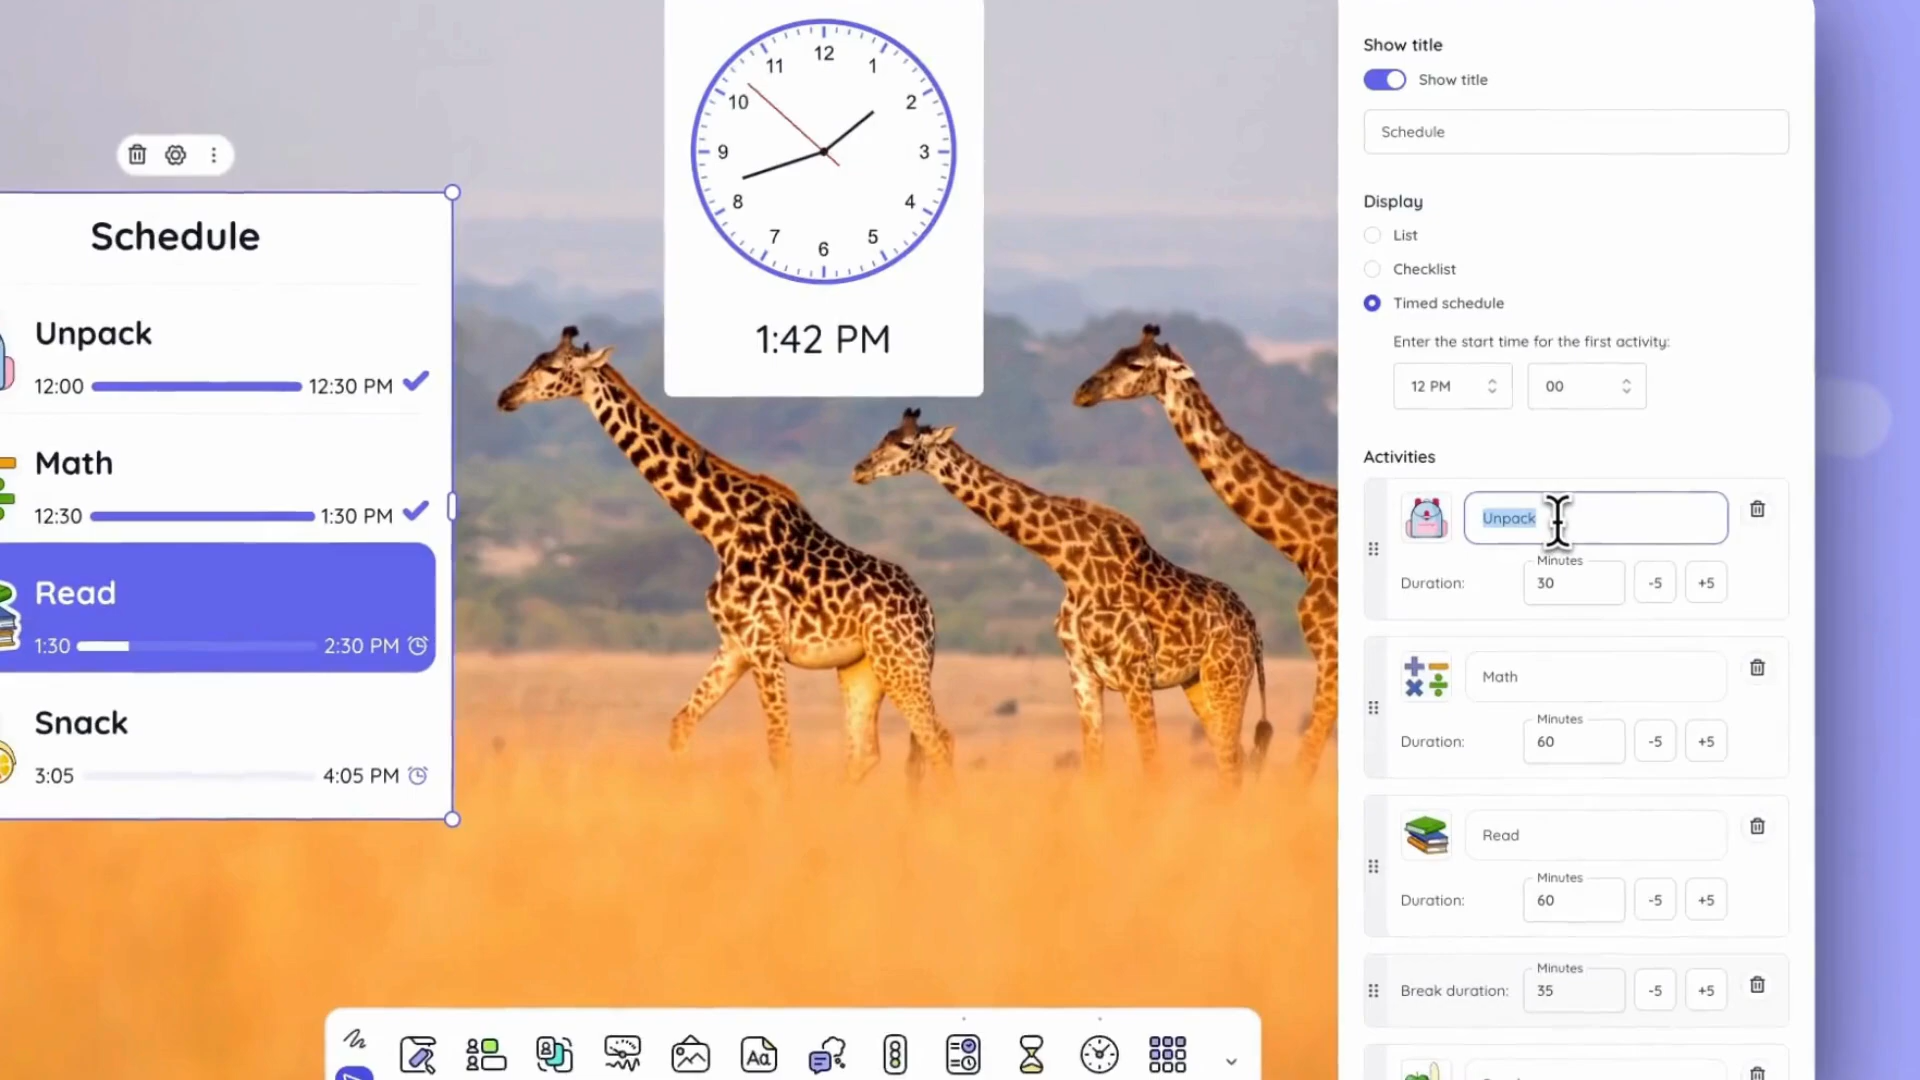 Schedule
Unpack
12:00 12:30 PM
Math
12:30 1:30 PM
Read
1:30 2:30 PM
Snack
3:05 4:05 PM
12
1
2
3
4
5
6
7
8
9
10
11
1:42 PM
Aa
Show title
Show title
Schedule
Display
List
Checklist
Timed schedule
Enter the start time for the first activity:
12 PM 00
Activities
Unpack
Minutes
Duration: 30 -5 +5
Math
Minutes
Duration: 60 -5 +5
Read
Minutes
Duration: 60 -5 +5
Minutes
Break duration: 35 -5 +5